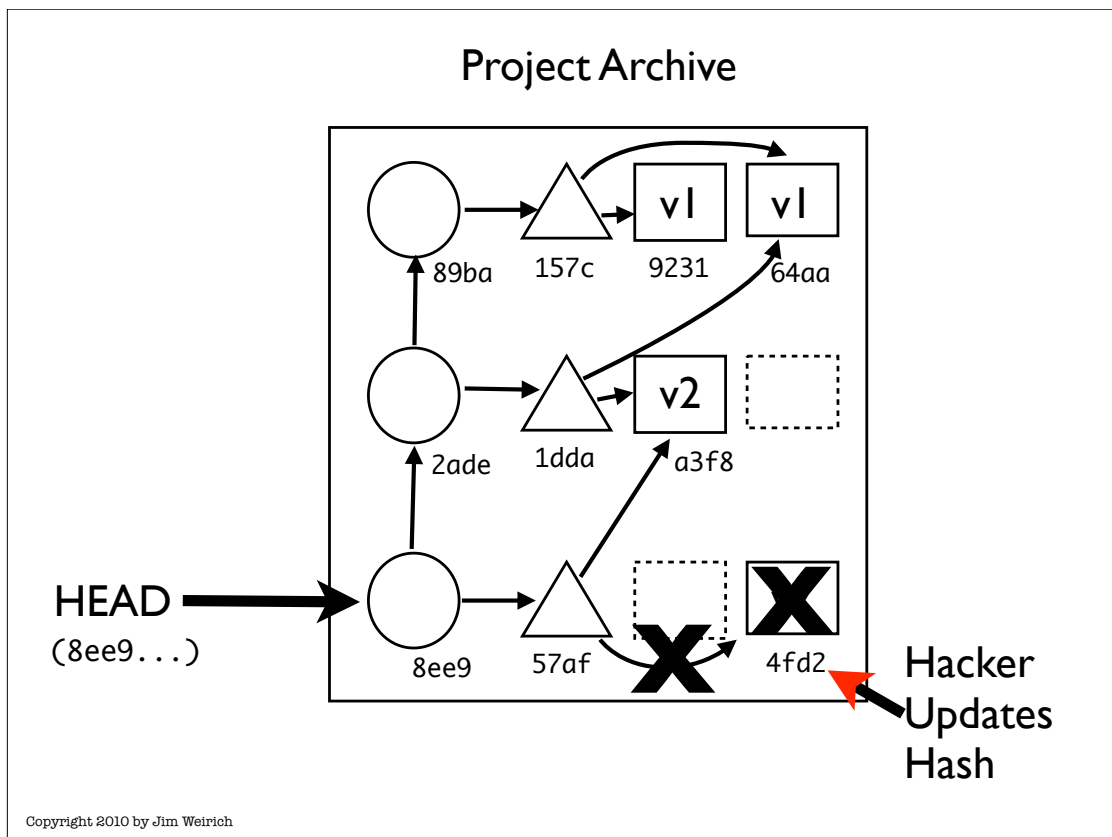 Project Archive
v1 v1
89ba 157c 9231 64aa
v2
2ade 1dda a3f8
HEAD
(8ee9...)
X
X
8ee9 57af 4fd2
Hacker
Updates
Hash
Copyright 2010 by Jim Weirich